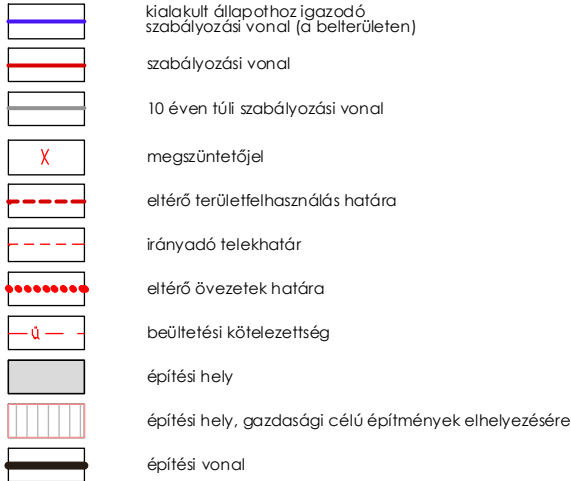 kialakult állapothoz igazodó
szabályozási vonal (a belterületen)
szabályozási vonal
10 éven túli szabályozási vonal
X
megszüntetőjel
eltérő területfelhasználás határa
irányadó telekhatár
eltérő övezetek határa
ü
beültetési kötelezettség
építési hely
építési hely, gazdasági célú építmények elhelyezésére
építési vonal